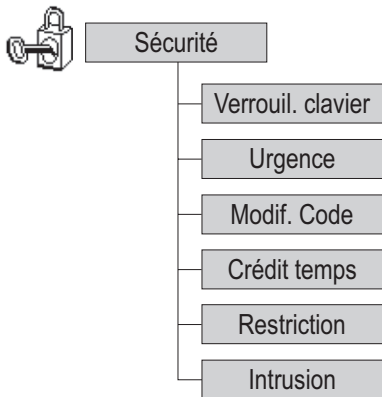 Sécurité
Verrouil. clavier
Urgence
Modif. Code
Crédit temps
Restriction
Intrusion